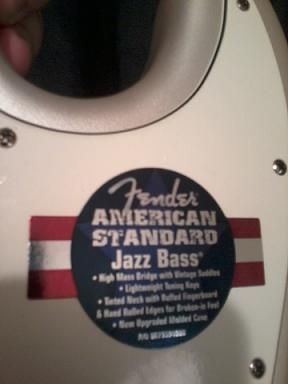 Fender
AMERICAN
STANDARD
Jazz Bass®
• High Mass Bridge with Vintage Saddles
• Lightweight Tuning Keys
• Tinted Neck with Rolled Fingerboard
& Hand Rolled Edges for Broken-in Feel
• New Upgraded Molded Case
P/N